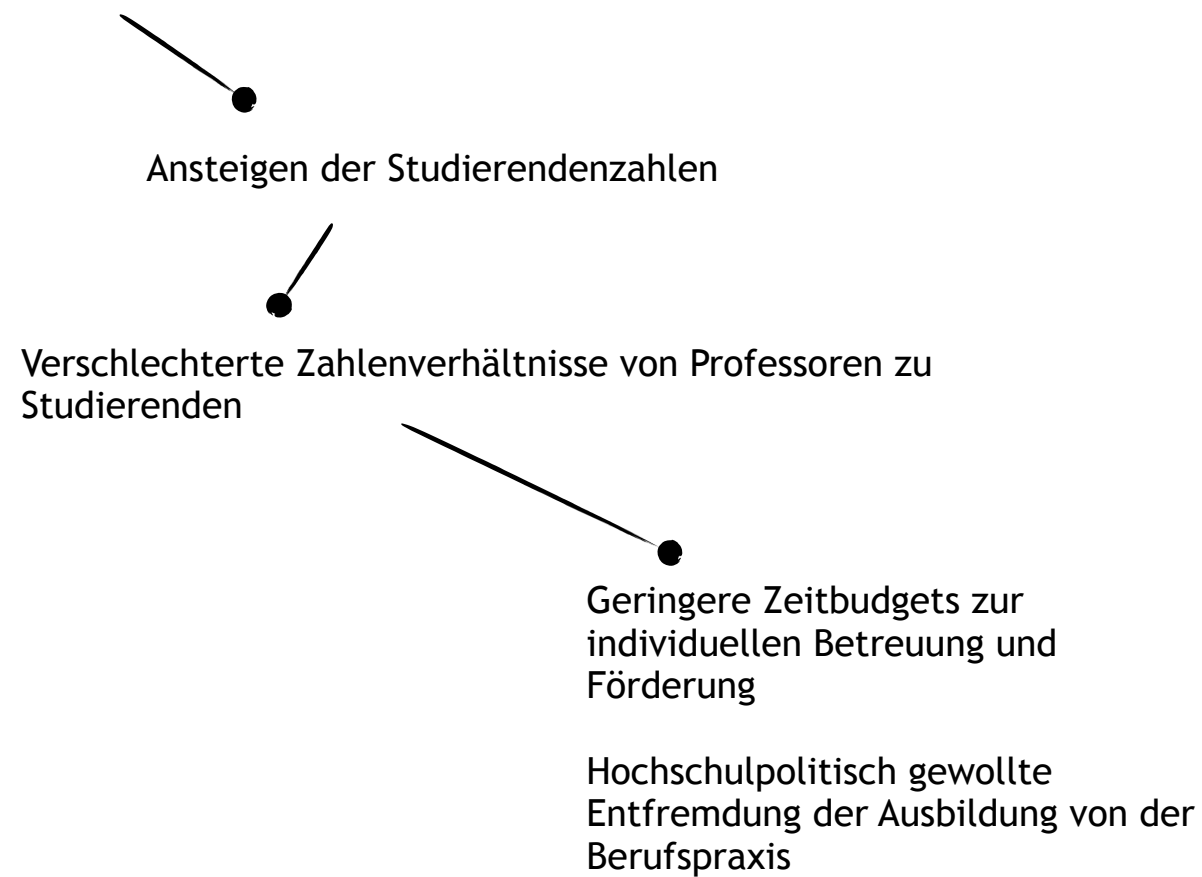 Ansteigen der Studierendenzahlen
Verschlechterte Zahlenverhältnisse von Professoren zu
Studierenden
Geringere Zeitbudgets zur
individuellen Betreuung und
Förderung
Hochschulpolitisch gewollte
Entfremdung der Ausbildung von der
Berufspraxis